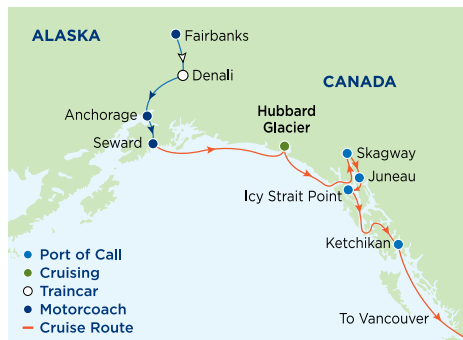 ALASKA
Fairbanks
Denali
CANADA
Anchorage
Hubbard
Glacier
Seward
Skagway
Juneau
Icy Strait Point
Ketchikan
Port of Call
Cruising
Traincar
Motorcoach
Cruise Route
To Vancouver